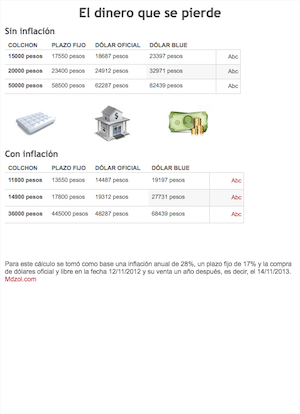 El dinero que se pierde
Sin inflación
COLCHON PLAZO FIJO DÓLAR OFICIAL DÓLAR BLUE
15000 pesos 17550 pesos 18687 pesos 23397 pesos Abc
20000 pesos 23400 pesos 24912 pesos 32971 pesos Abc
50000 pesos 58500 pesos 62287 pesos 82439 pesos Abc
Con inflación
COLCHON PLAZO FIJO DÓLAR OFICIAL DÓLAR BLUE
11800 pesos 13550 pesos 14487 pesos 19197 pesos Abc
14900 pesos 17800 pesos 19312 pesos 27731 pesos Abc
36000 pesos 445000 pesos 48287 pesos 68439 pesos Abc
Para este cálculo se tomó como base una inflación anual de 28%, un plazo fijo de 17% y la compra
de dólares oficial y libre en la fecha 12/11/2012 y su venta un año después, es decir, el 14/11/2013.
Mdzol.com